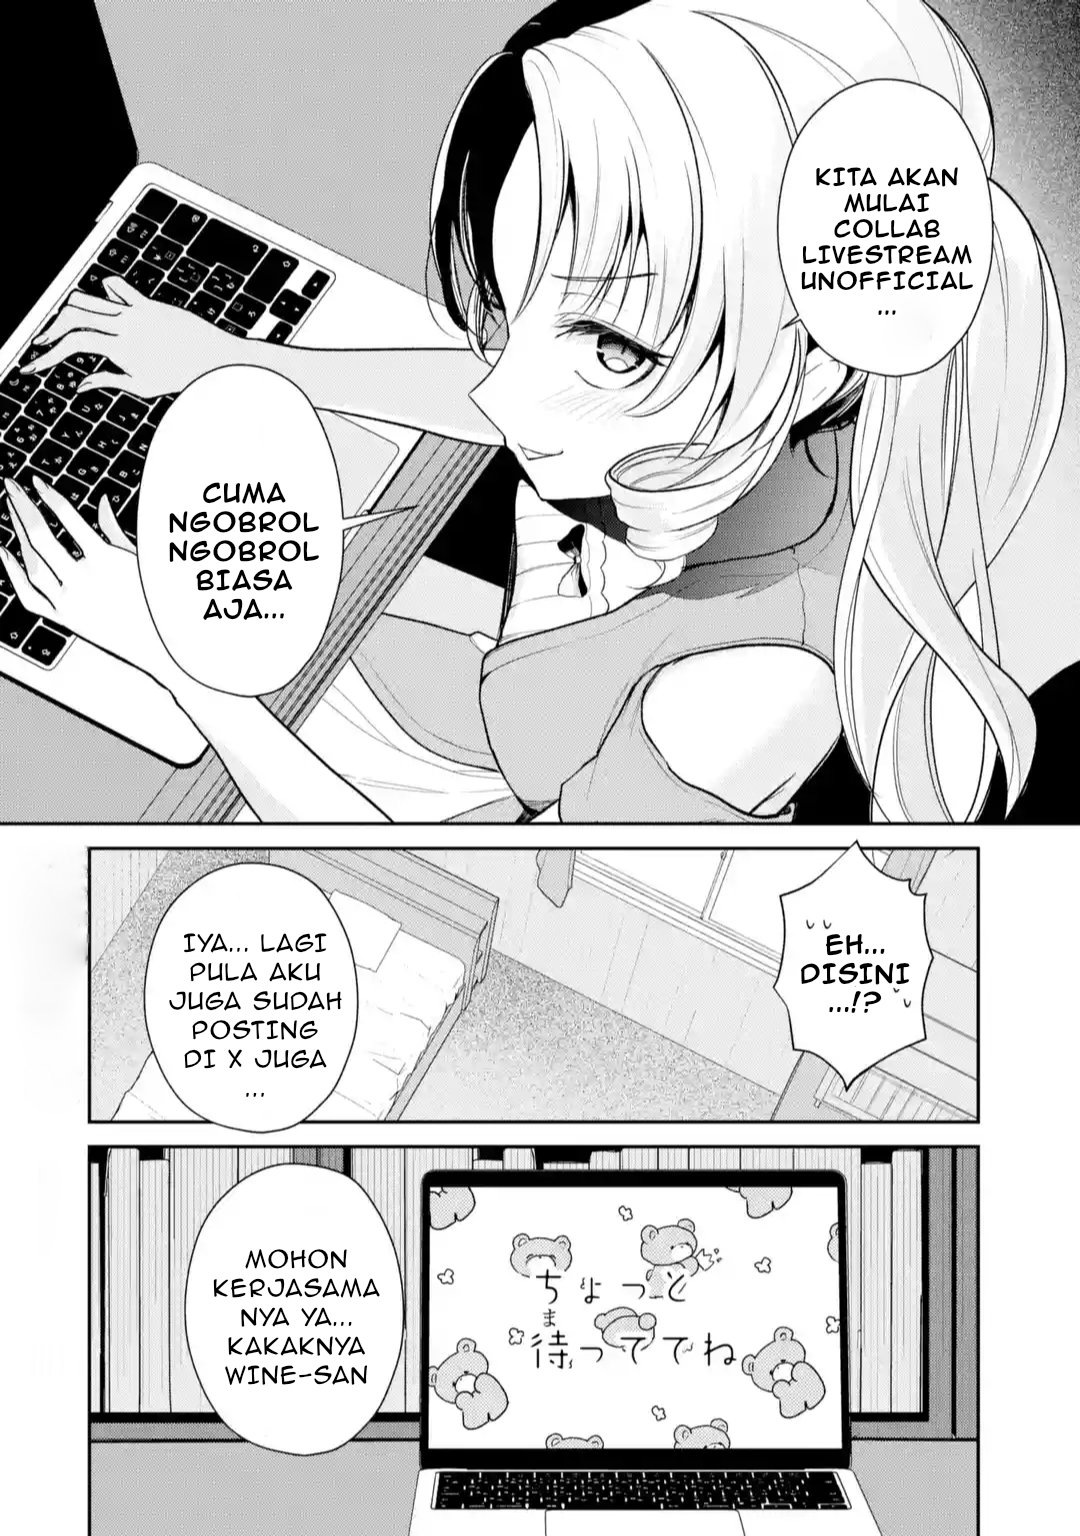 KITA AKAN
MULAI
COLLAB
LIVESTREAM
UNOFFICIAL
...
CUMA
NGOBROL
NGOBROL
BIASA
AJA...
EH...
DISINI
...!?
IYA... LAGI
PULA AKU
JUGA SUDAH
POSTING
DI X JUGA
...
MOHON
KERJASAMA
NYA YA...
KAKAKNYA
WINE-SAN
ちょっと
ま
待っててね